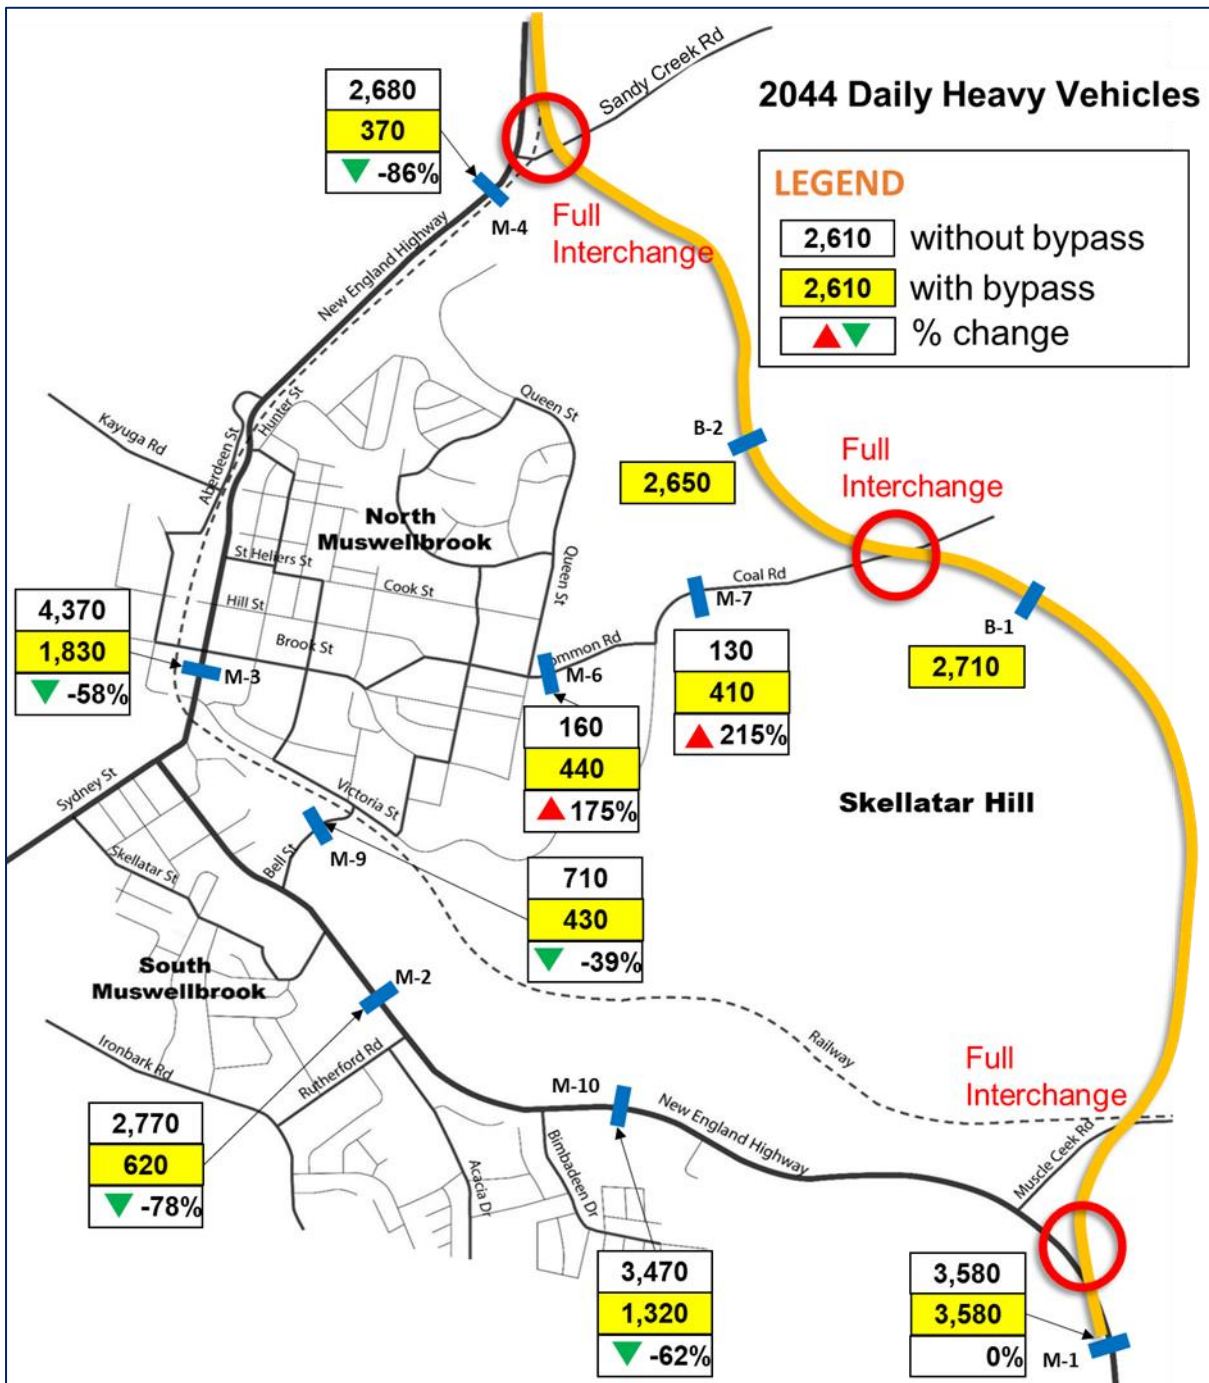 2044 Daily Heavy Vehicles
LEGEND
2,610 without bypass
2,610 with bypass
% change
Sandy Creek Rd
2,680
370
-86%
M-4
Full
Interchange
New England Highway
Kayuga Rd
Aberdeen St
Hunter St
Queen St
B-2
2,650
Full
Interchange
North
Muswellbrook
St Heliers St
Cook St
Queen St
Coal Rd
M-7
B-1
2,710
Hill St
Brook St
4,370
1,830
-58%
M-3
ommon Rd
M-6
130
410
215%
160
440
175%
Skellatar Hill
Sydney St
Victoria St
Skellatar St
Bell St
M-9
710
430
-39%
South
Muswellbrook
M-2
Ironbark Rd
Rutherford Rd
Railway
Full
Interchange
M-10
New England Highway
Muscle Ceek Rd
2,770
620
-78%
Acacia Dr
Bimbadeen Dr
3,470
1,320
-62%
3,580
3,580
0%
M-1